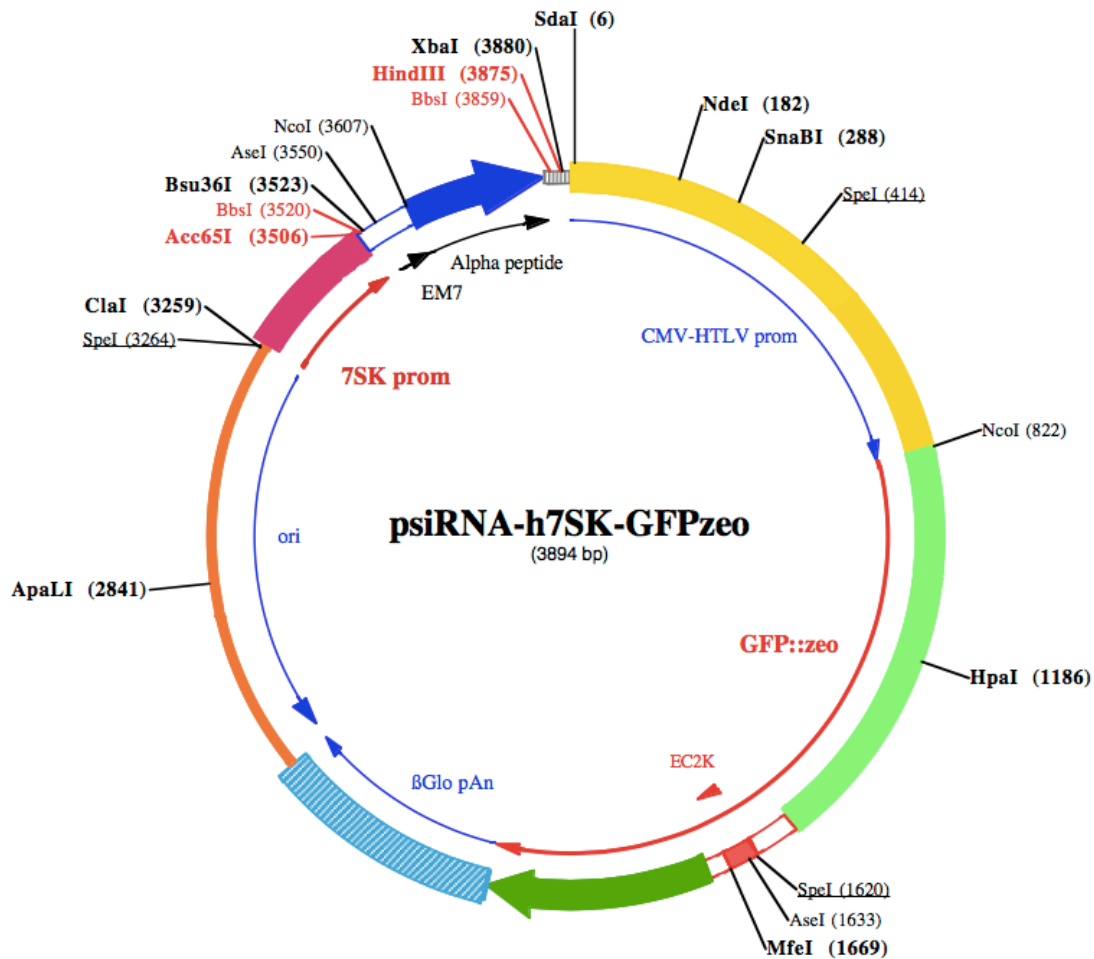 SdaI (6)
XbaI (3880)
HindIII (3875)
BbsI (3859)
NdeI (182)
NcoI (3607)
SnaBI (288)
AseI (3550)
Bsu36I (3523)
SpeI (414)
BbsI (3520)
Acc65I (3506)
Alpha peptide
EM7
ClaI (3259)
SpeI (3264)
CMV-HTLV prom
7SK prom
NcoI (822)
psiRNA-h7SK-GFPzeo
(3894 bp)
ori
ApaLI (2841)
GFP::zeo
HpaI (1186)
EC2K
ßGlo pAn
SpeI (1620)
AseI (1633)
MfeI (1669)